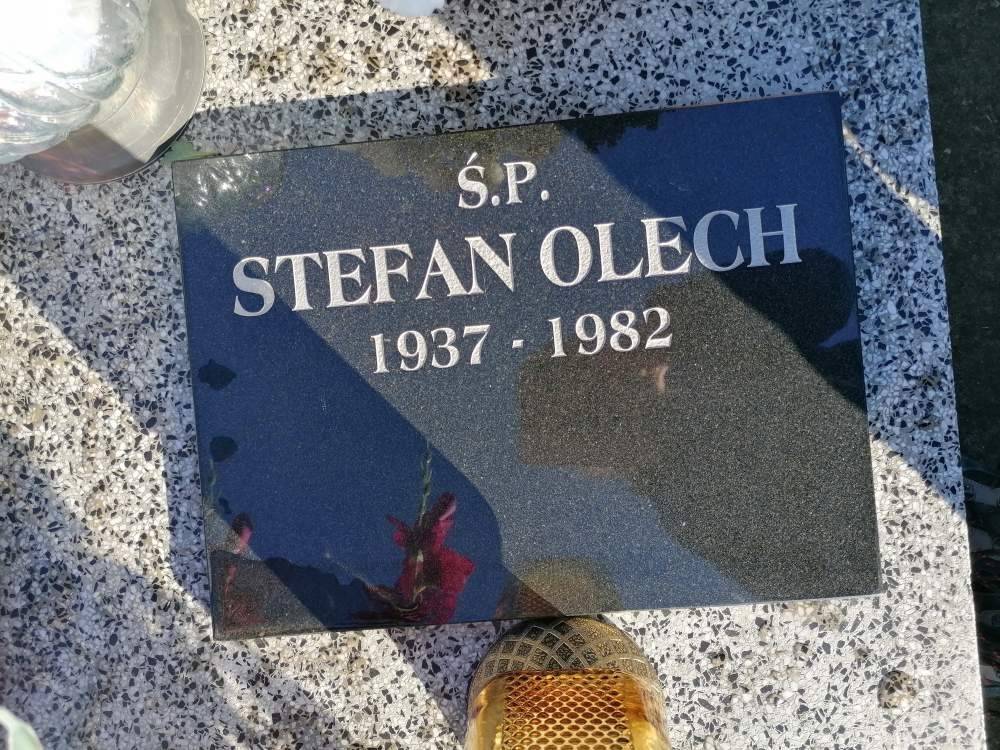 Ś.P.
STEFAN OLECH
1937 - 1982